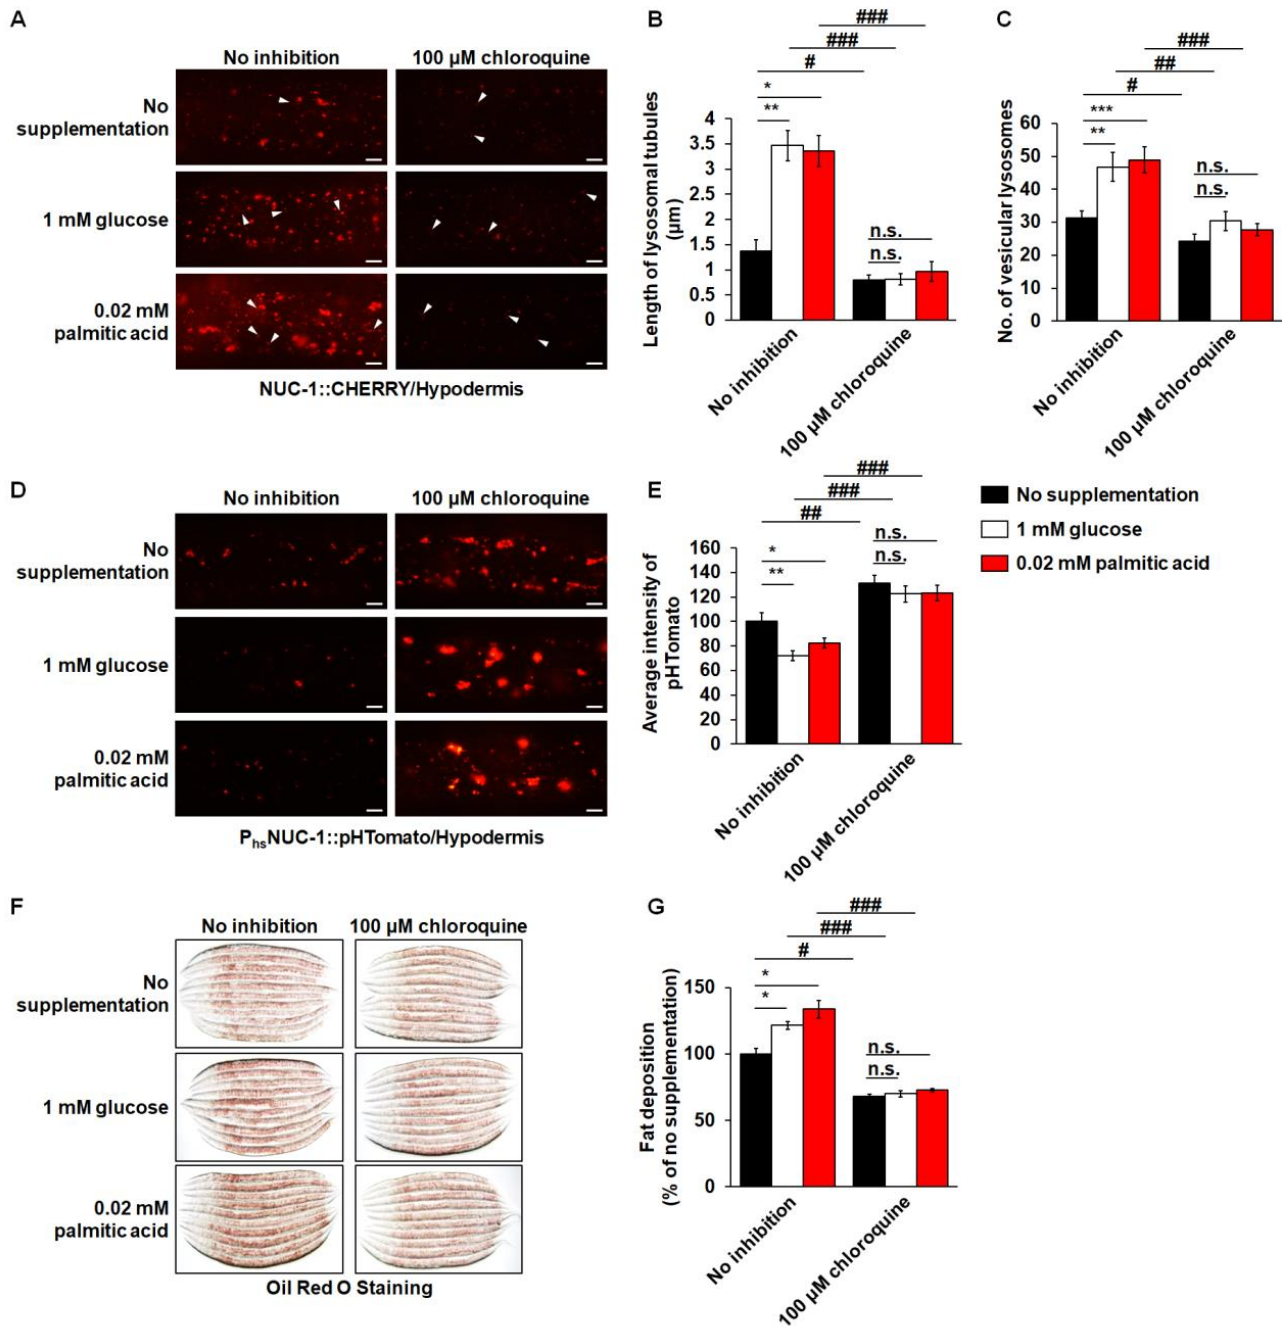 A
No inhibition
100 µM chloroquine
No
supplementation
1 mM glucose
0.02 mM
palmitic acid
NUC-1::CHERRY/Hypodermis
B
###
###
#
*
**
n.s.
n.s.
4
3.5
3
2.5
2
1.5
1
0.5
0
Length of lysosomal tubules
(µm)
No inhibition
100 µM chloroquine
C
###
##
#
***
**
n.s.
n.s.
60
50
40
30
20
10
0
No. of vesicular lysosomes
No inhibition
100 µM chloroquine
D
No inhibition
100 µM chloroquine
No
supplementation
1 mM glucose
0.02 mM
palmitic acid
PhsNUC-1::pHTomato/Hypodermis
E
###
###
##
*
**
n.s.
n.s.
160
140
120
100
80
60
40
20
0
Average intensity of
pHTomato
No inhibition
100 µM chloroquine
No supplementation
1 mM glucose
0.02 mM palmitic acid
F
No inhibition
100 µM chloroquine
No
supplementation
1 mM glucose
0.02 mM
palmitic acid
Oil Red O Staining
G
###
###
#
*
*
n.s.
n.s.
150
100
50
0
Fat deposition
(% of no supplementation)
No inhibition
100 µM chloroquine